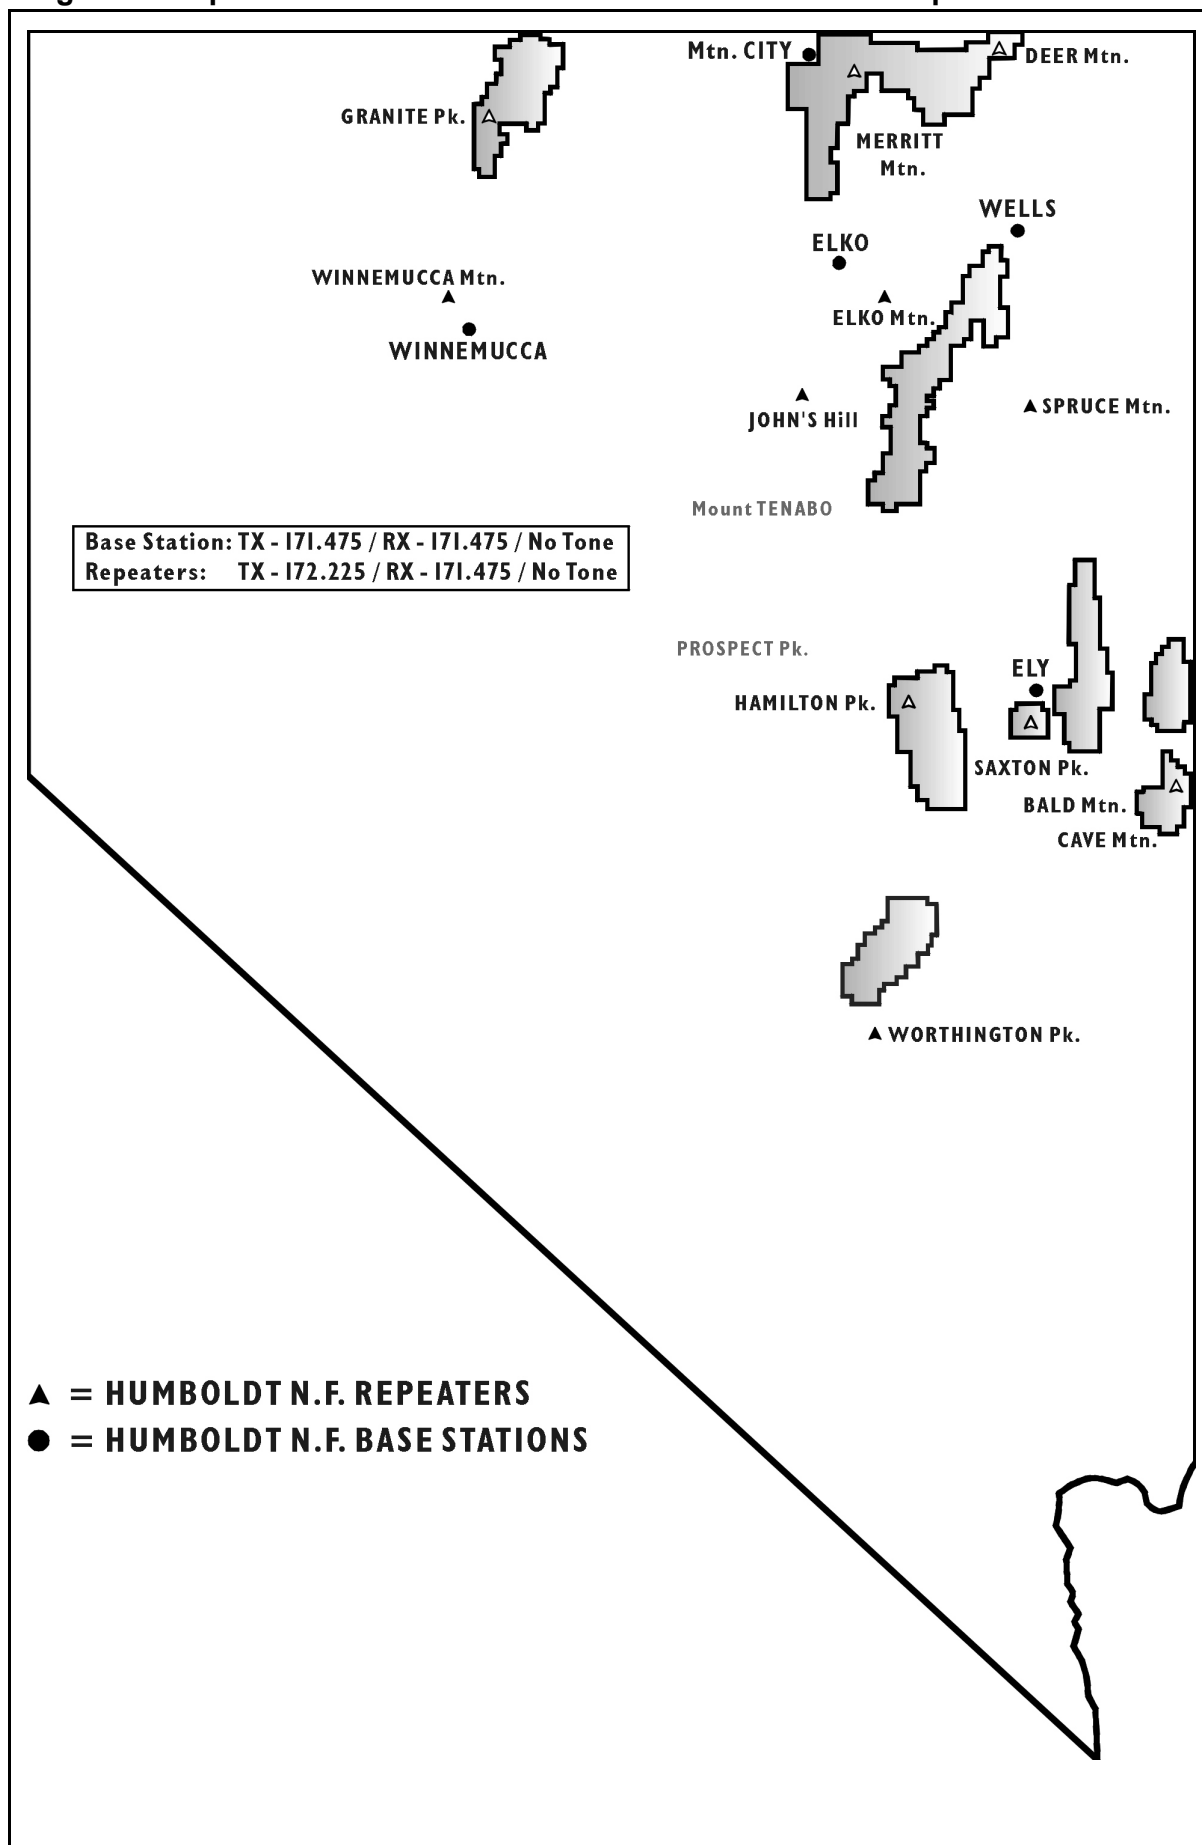 Mtn. CITY
DEER Mtn.
GRANITE Pk.
MERRITT
Mtn.
WELLS
ELKO
WINNEMUCCA Mtn.
ELKO Mtn.
WINNEMUCCA
JOHN'S Hill
SPRUCE Mtn.
Mount TENABO
Base Station: TX - 171.475 / RX - 171.475 / No Tone
Repeaters: TX - 172.225 / RX - 171.475 / No Tone
PROSPECT Pk.
ELY
HAMILTON Pk.
SAXTON Pk.
BALD Mtn.
CAVE Mtn.
WORTHINGTON Pk.
= HUMBOLDT N.F. REPEATERS
= HUMBOLDT N.F. BASE STATIONS